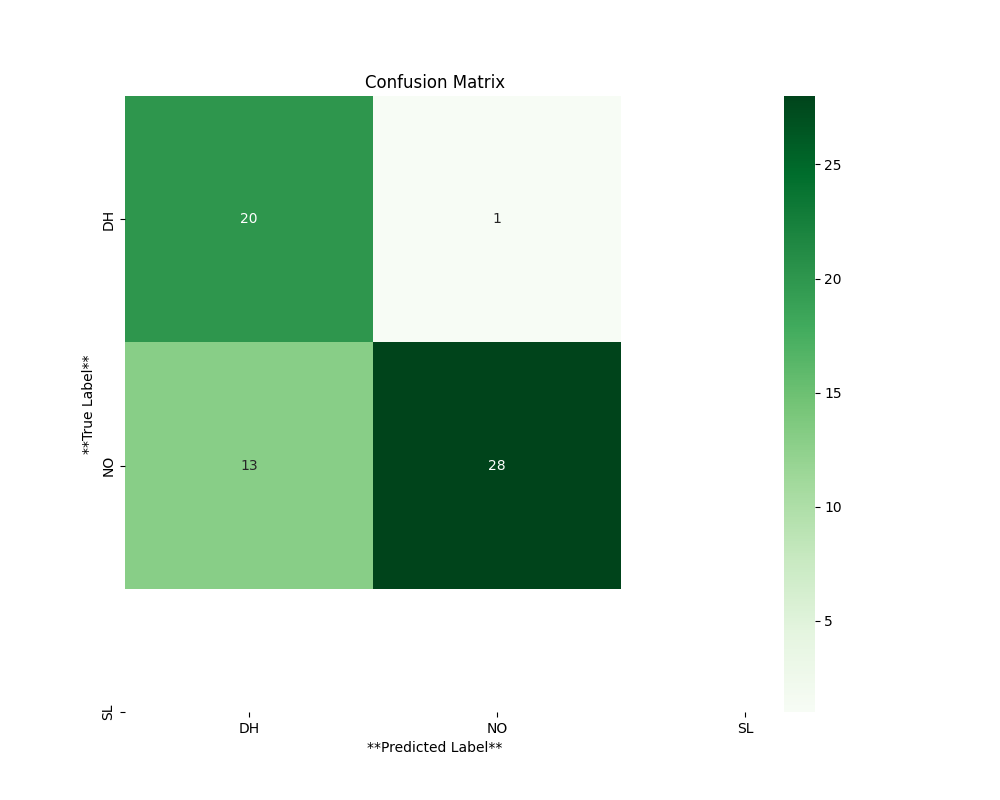 Confusion Matrix
DH
20
1
NO
13
28
SL
DH
NO
SL
**True Label**
**Predicted Label**
25
20
15
10
5